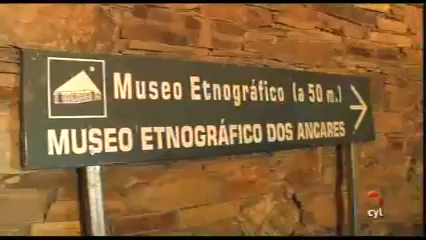 Museo Etnográfico (a 50 m.)
MUSEO ETNOGRÁFICO DOS ANCARES
cyl